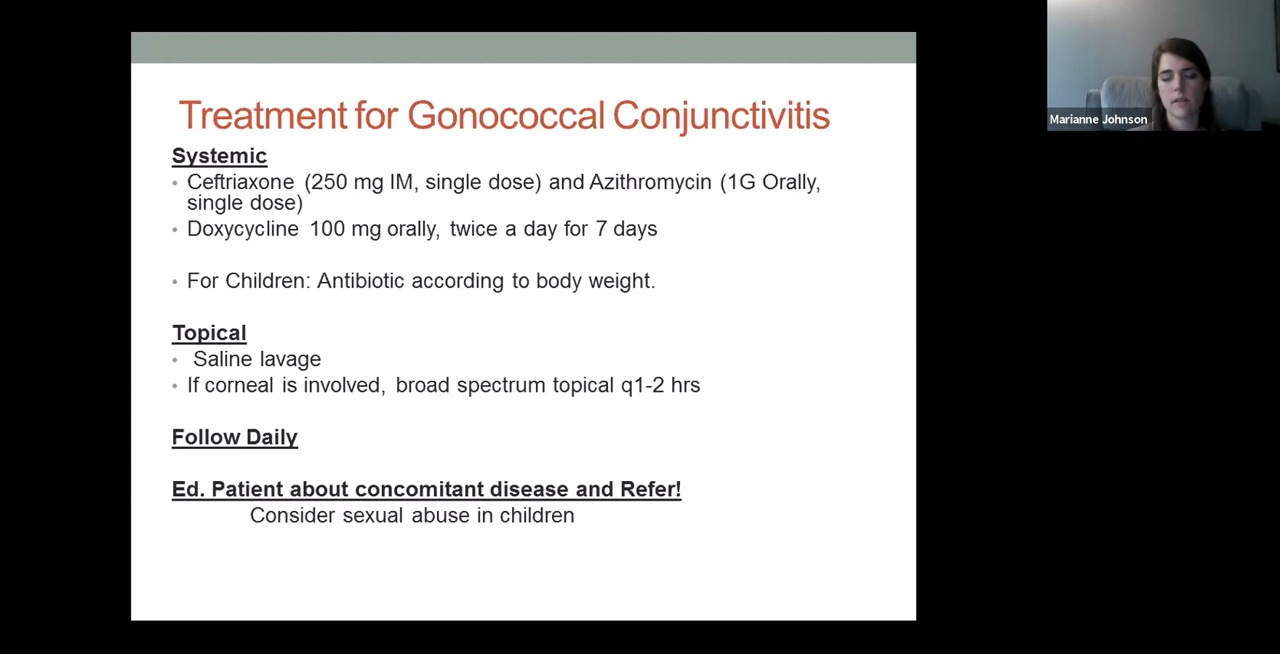 Treatment for Gonococcal Conjunctivitis
Systemic
• Ceftriaxone (250 mg IM, single dose) and Azithromycin (1G Orally,
single dose)
• Doxycycline 100 mg orally, twice a day for 7 days
• For Children: Antibiotic according to body weight.
Topical
• Saline lavage
• If corneal is involved, broad spectrum topical q1-2 hrs
Follow Daily
Ed. Patient about concomitant disease and Refer!
Consider sexual abuse in children
Marianne Johnson